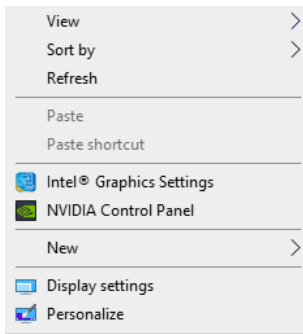 View
Sort by
Refresh
Paste
Paste shortcut
Intel® Graphics Settings
NVIDIA Control Panel
New
Display settings
Personalize